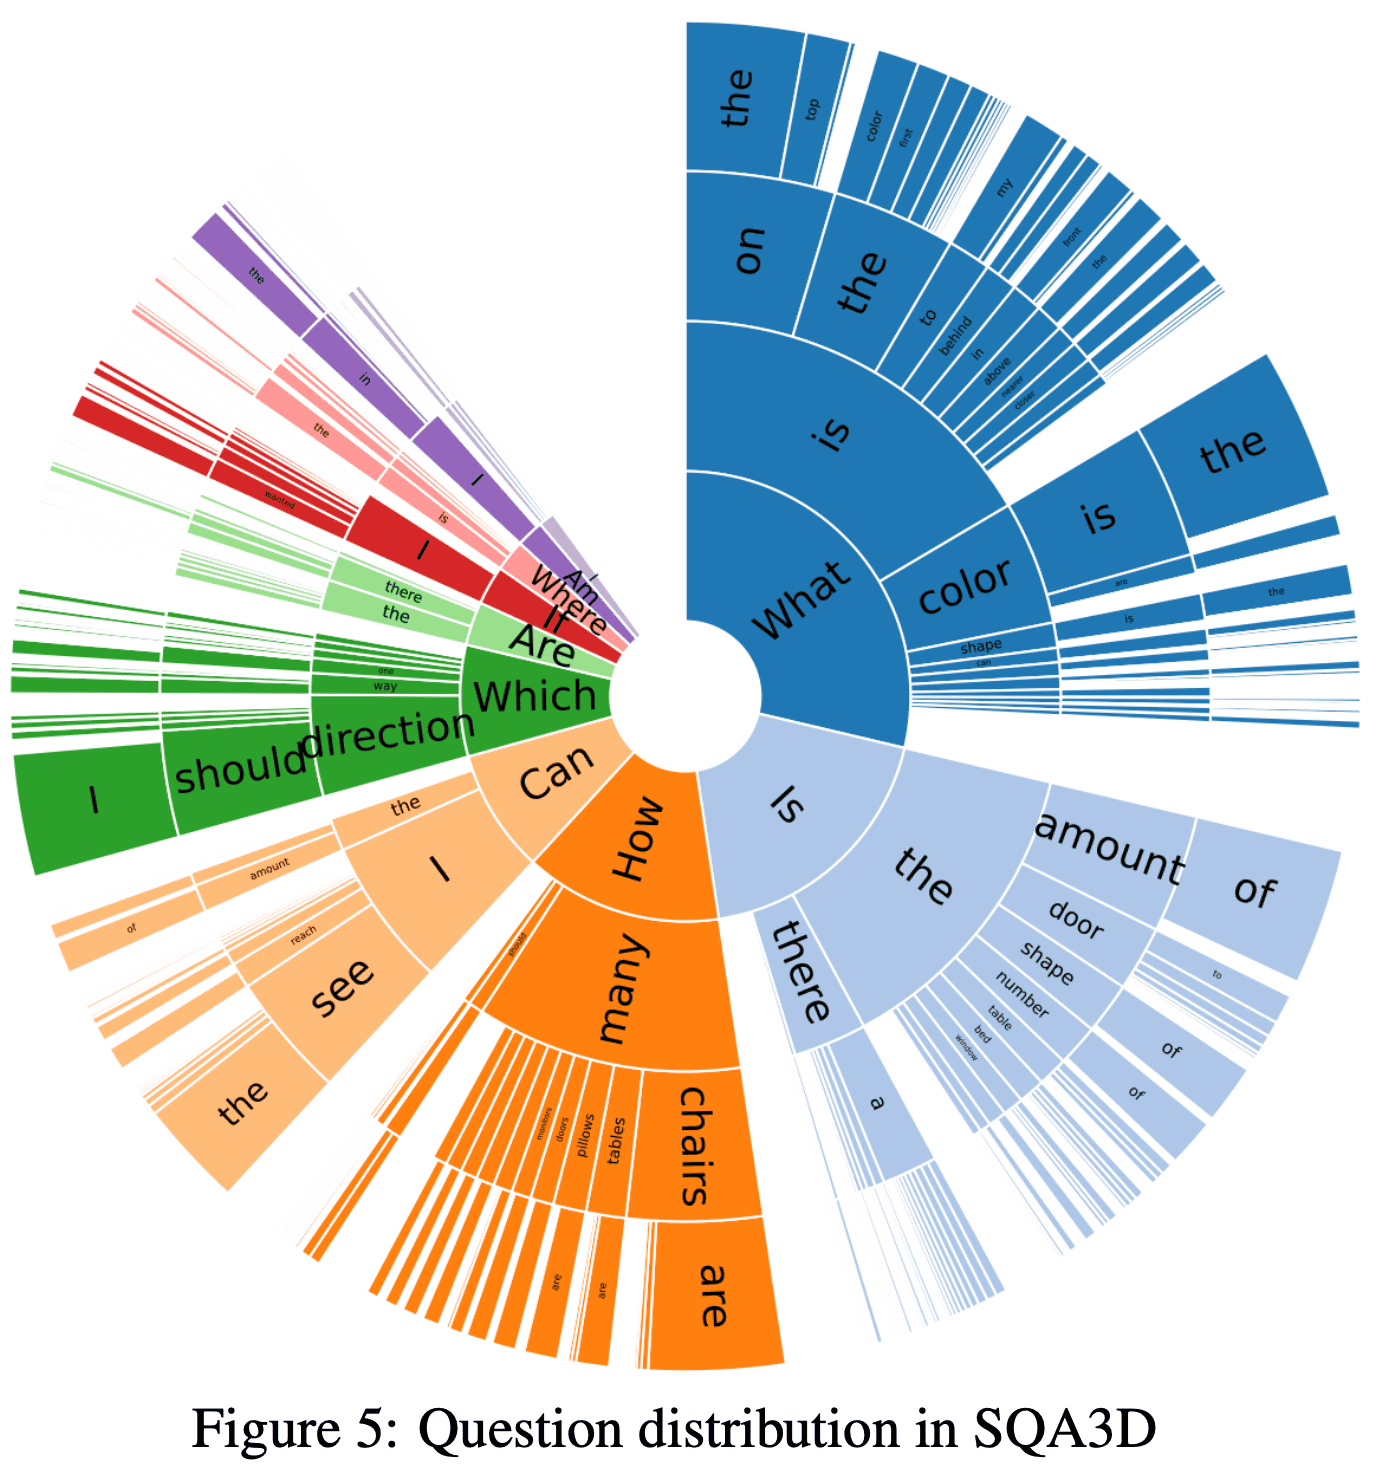 the
top
color
first
my
front
the
on
the
to
behind
in
above
nearer
closer
is
What
color
is
the
are
shape
is
the
can
Is
the
amount
of
door
to
shape
of
number
of
table
bed
window
there
a
How
many
chairs
are
tables
are
pillows
are
doors
monitors
should
Can
I
see
the
reach
the
amount
of
Which
direction
should
I
way
one
Are
the
there
If
I
wanted
Where
is
the
Am
I
in
the
Figure 5: Question distribution in SQA3D